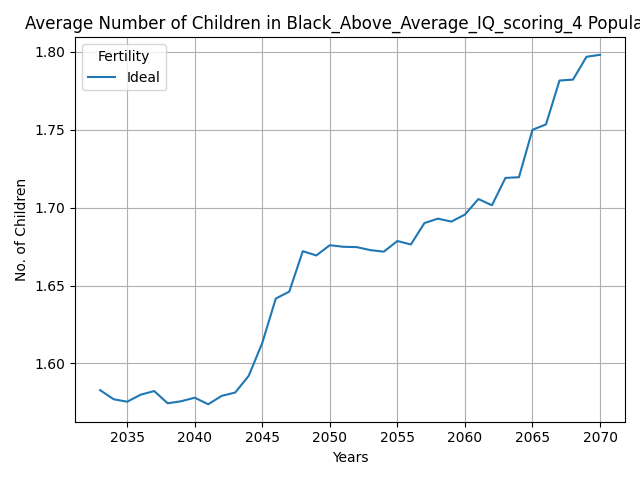 Average Number of Children in Black_Above_Average_IQ_scoring_4 Popula
Fertility
Ideal
1.80
1.75
1.70
1.65
1.60
No. of Children
2035 2040 2045 2050 2055 2060 2065 2070
Years